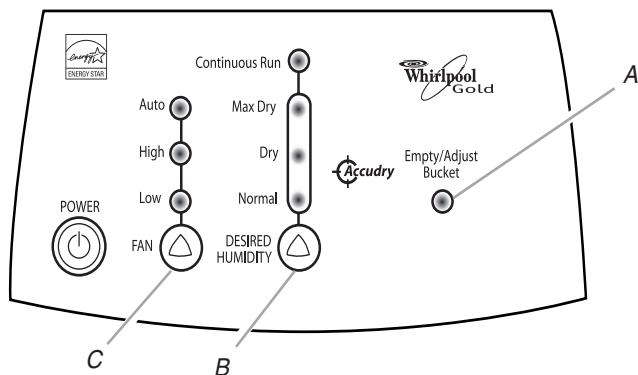 energy
ENERGY STAR
Continuous Run
Whirlpool
Gold
A
Auto
Max Dry
High
Dry
Accudry
Empty/Adjust
Bucket
Low
Normal
POWER
FAN
DESIRED
HUMIDITY
C
B